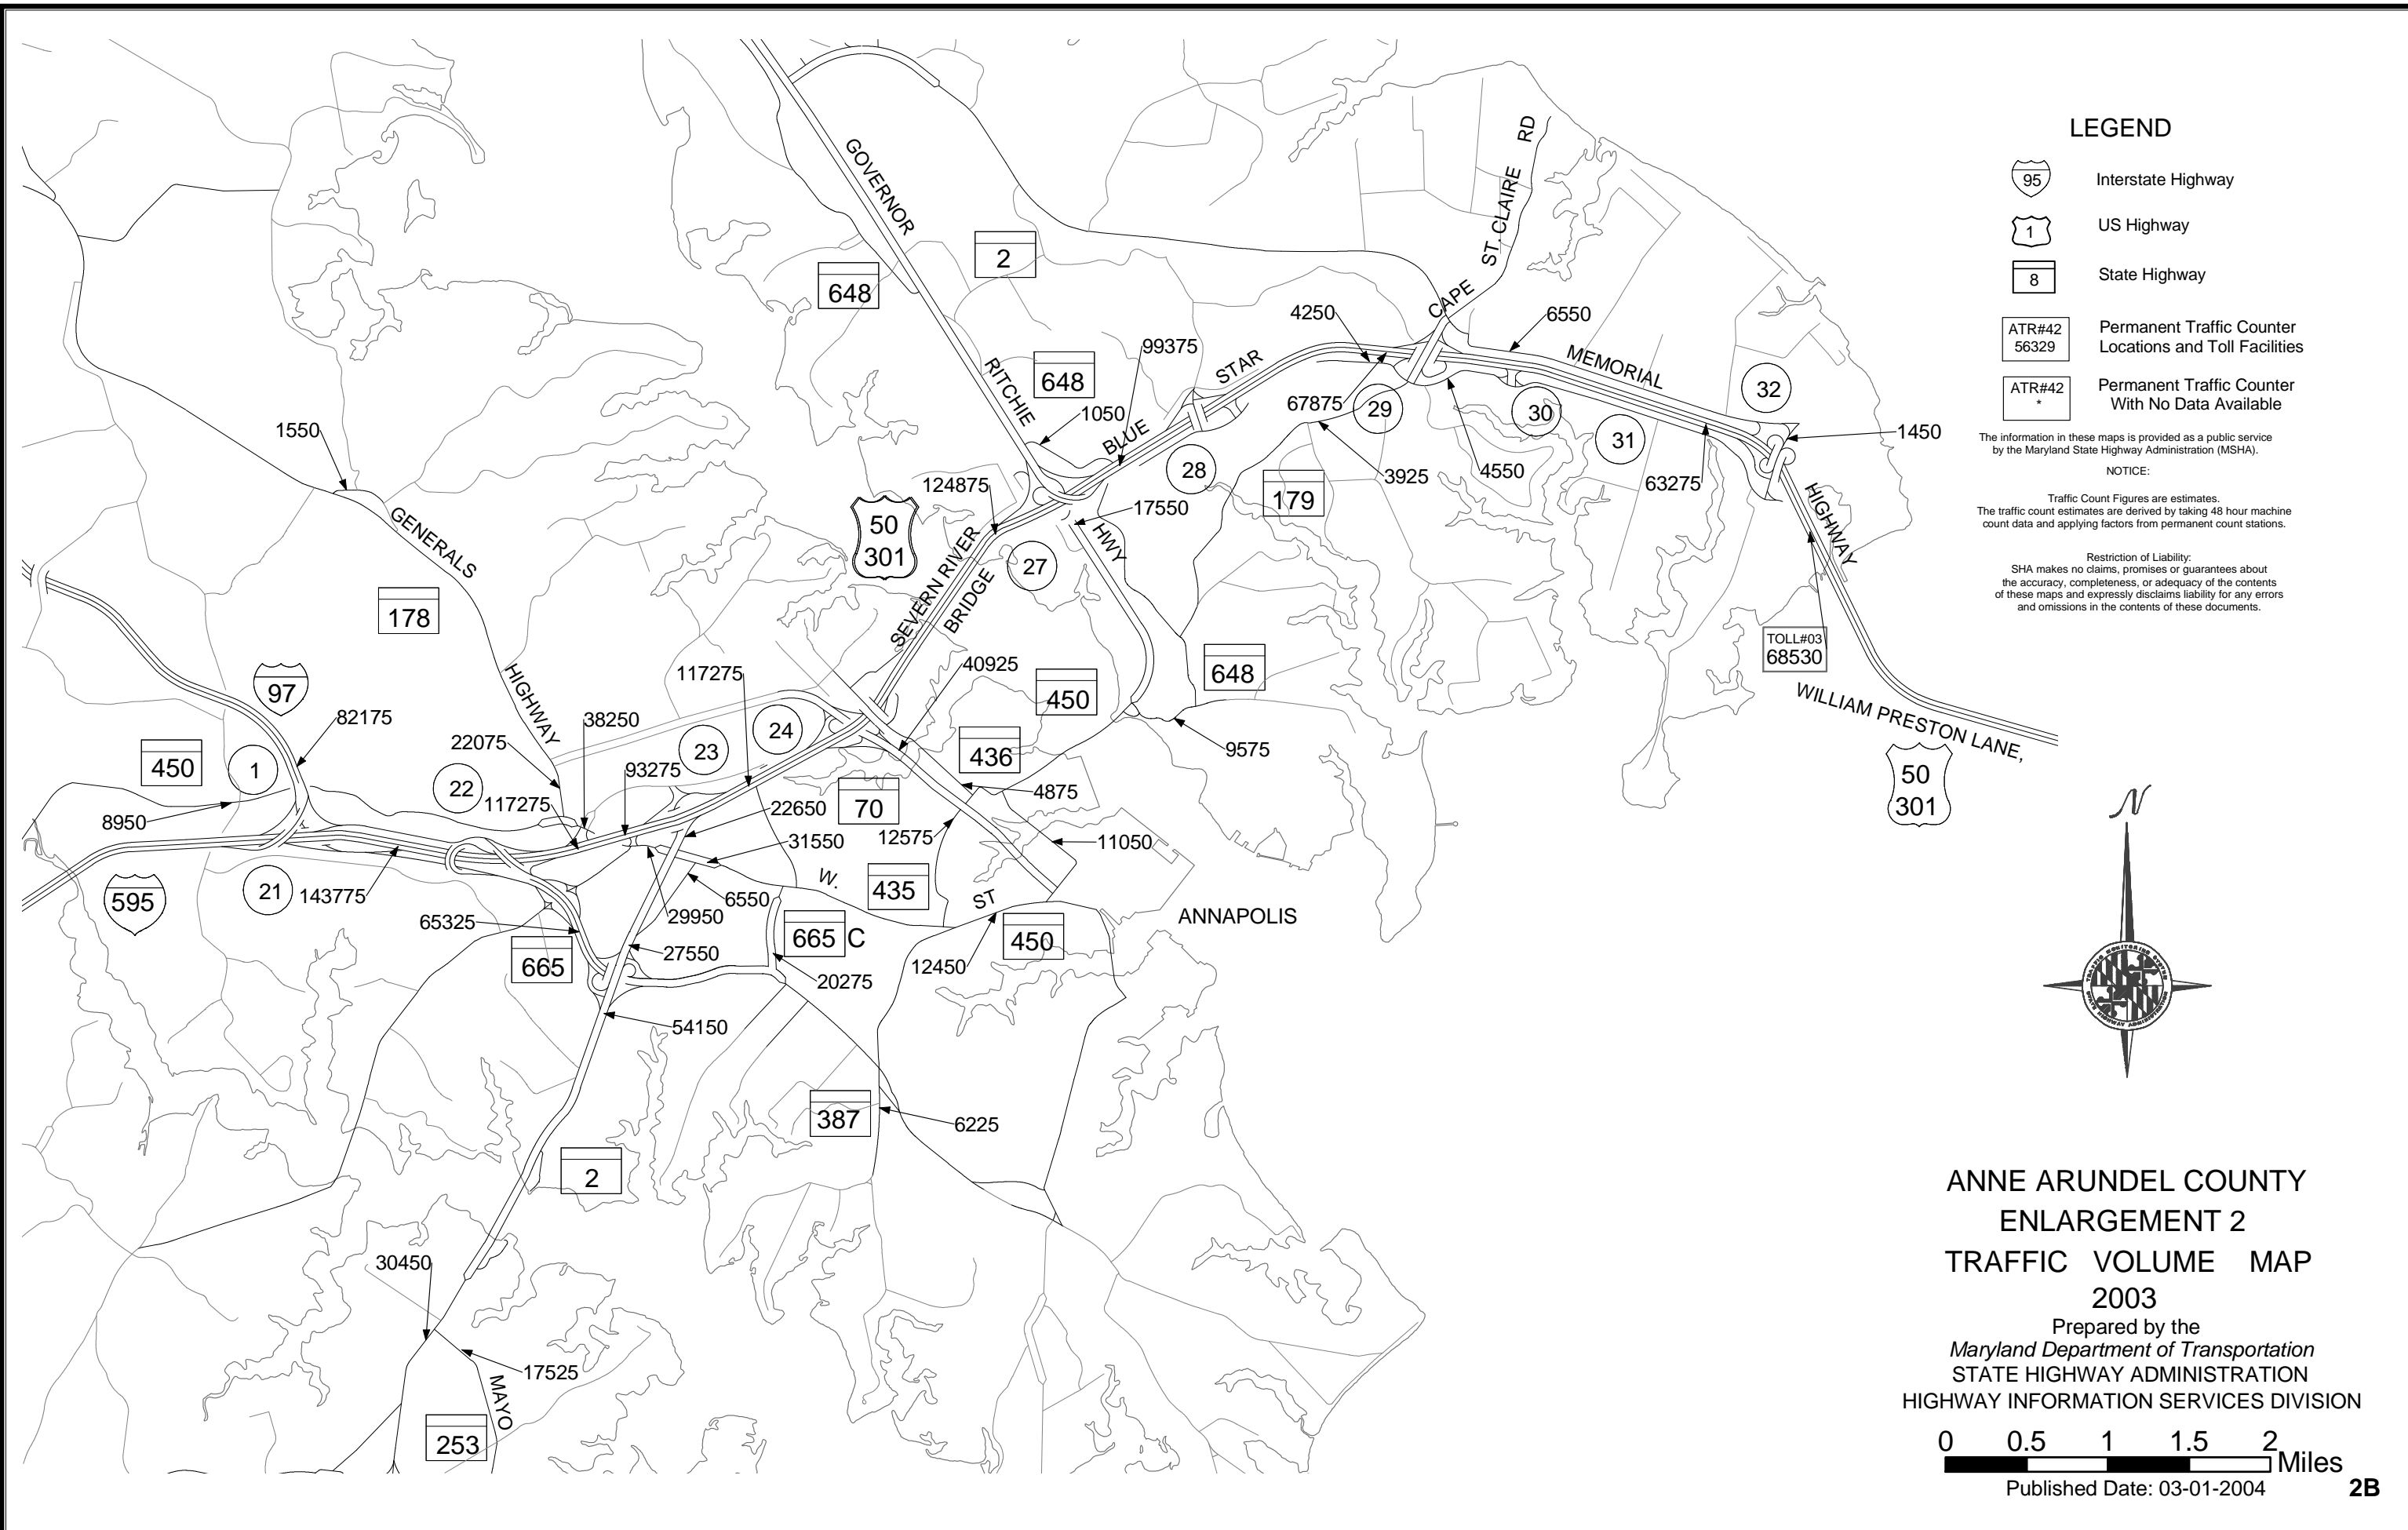 GOVERNOR
RITCHIE
HWY
648
2
648
ST. CLAIRE RD
CAPE
4250
6550
99375
STAR
MEMORIAL
BLUE
67875
29
30
31
32
1050
28
1450
3925
4550
63275
HIGHWAY
179
124875
17550
27
50
301
SEVERN RIVER
BRIDGE
1550
GENERALS
HIGHWAY
178
TOLL#03
68530
WILLIAM PRESTON LANE,
50
301
97
82175
117275
40925
450
648
9575
436
38250
22075
24
23
93275
450
1
22
117275
8950
70
4875
22650
31550
12575
11050
W.
ST
435
6550
29950
595
21
143775
65325
665
27550
665 C
20275
12450
450
ANNAPOLIS
54150
387
6225
2
30450
17525
MAYO
253
LEGEND
95
Interstate Highway
1
US Highway
8
State Highway
ATR#42
56329
Permanent Traffic Counter
Locations and Toll Facilities
ATR#42
*
Permanent Traffic Counter
With No Data Available
The information in these maps is provided as a public service
by the Maryland State Highway Administration (MSHA).
NOTICE:
Traffic Count Figures are estimates.
The traffic count estimates are derived by taking 48 hour machine
count data and applying factors from permanent count stations.
Restriction of Liability:
SHA makes no claims, promises or guarantees about
the accuracy, completeness, or adequacy of the contents
of these maps and expressly disclaims liability for any errors
and omissions in the contents of these documents.
N
TRAFFIC MONITORING SYSTEM
STATE HIGHWAY ADMINISTRATION
ANNE ARUNDEL COUNTY
ENLARGEMENT 2
TRAFFIC VOLUME MAP
2003
Prepared by the
Maryland Department of Transportation
STATE HIGHWAY ADMINISTRATION
HIGHWAY INFORMATION SERVICES DIVISION
0 0.5 1 1.5 2
Miles
Published Date: 03-01-2004
2B